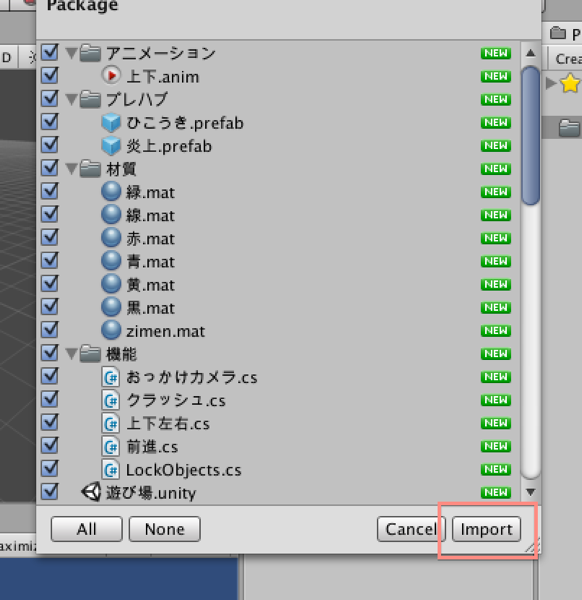 Package
アニメーション NEW
上下.anim NEW
プレハブ NEW
ひこうき.prefab NEW
炎上.prefab NEW
材質 NEW
緑.mat NEW
線.mat NEW
赤.mat NEW
青.mat NEW
黄.mat NEW
黒.mat NEW
zimen.mat NEW
機能 NEW
おっかけカメラ.cs NEW
クラッシュ.cs NEW
上下左右.cs NEW
前進.cs NEW
LockObjects.cs NEW
遊び場.unity NEW
All None Cancel Import
D
P
Crea
aximiz